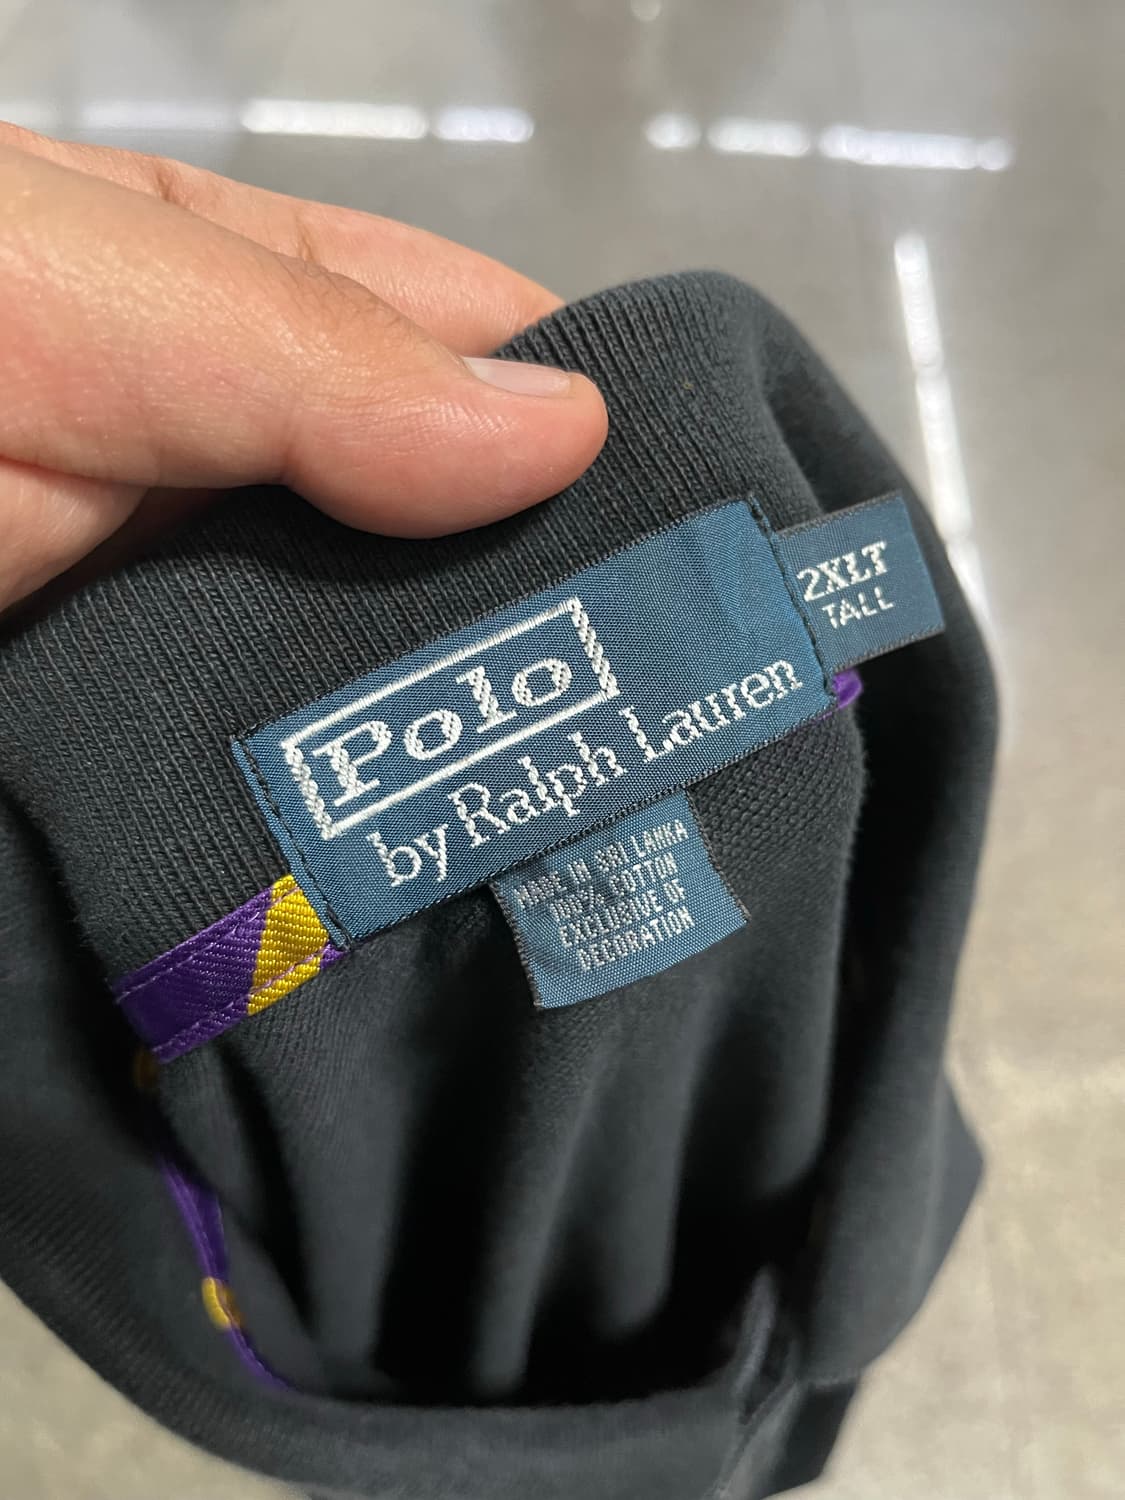 Polo
by Ralph Lauren
2XLT
TALL
MADE IN SRI LANKA
100% COTTON
EXCLUSIVE OF
DECORATION